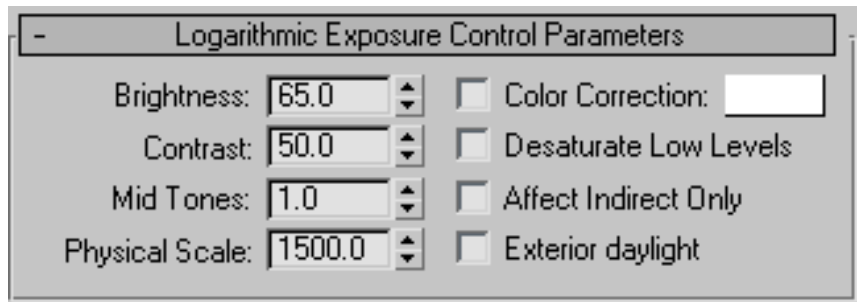 - Logarithmic Exposure Control Parameters
Brightness: 65.0 Color Correction:
Contrast: 50.0 Desaturate Low Levels
Mid Tones: 1.0 Affect Indirect Only
Physical Scale: 1500.0 Exterior daylight